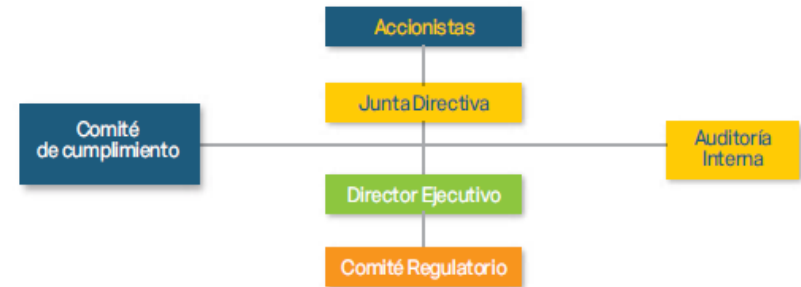 Accionistas
Junta Directiva
Comité
de cumplimiento
Auditoría
Interna
Director Ejecutivo
Comité Regulatorio